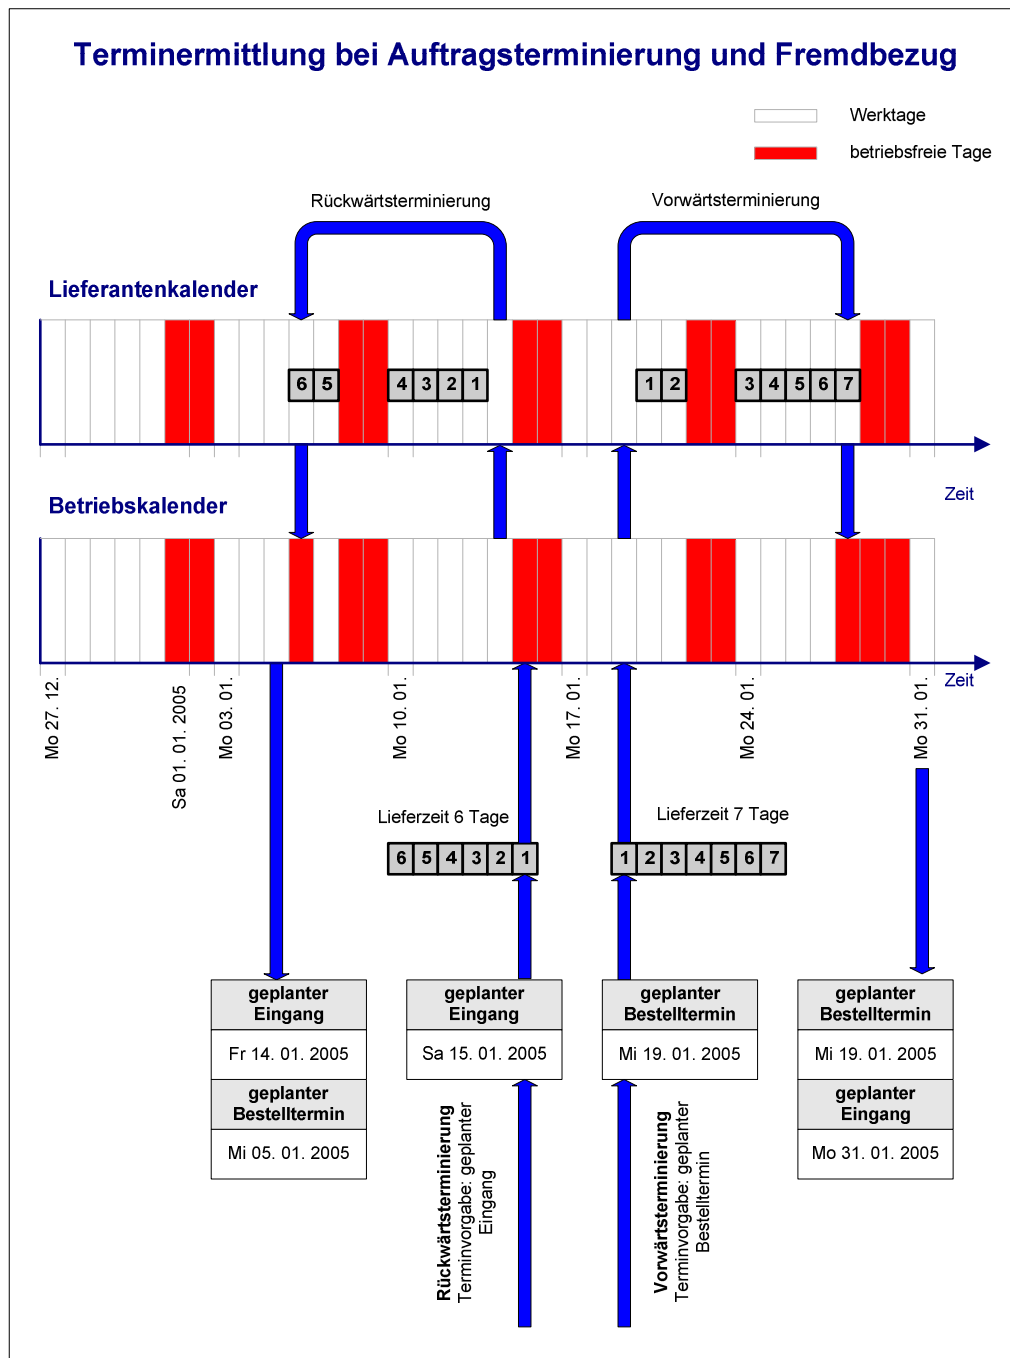 Terminermittlung bei Auftragsterminierung und Fremdbezug
Werktage
betriebsfreie Tage
Rückwärtsterminierung
Vorwärtsterminierung
Lieferantenkalender
6 5 4 3 2 1
1 2 3 4 5 6 7
Zeit
Betriebskalender
Zeit
Mo 27. 12.
Sa 01. 01. 2005
Mo 03. 01.
Mo 10. 01.
Mo 17. 01.
Mo 24. 01.
Mo 31. 01.
Lieferzeit 6 Tage
Lieferzeit 7 Tage
6 5 4 3 2 1
1 2 3 4 5 6 7
geplanter
Eingang
Fr 14. 01. 2005
geplanter
Bestelltermin
Mi 05. 01. 2005
geplanter
Eingang
Sa 15. 01. 2005
geplanter
Bestelltermin
Mi 19. 01. 2005
geplanter
Bestelltermin
Mi 19. 01. 2005
geplanter
Eingang
Mo 31. 01. 2005
Rückwärtsterminierung
Terminvorgabe: geplanter
Eingang
Vorwärtsterminierung
Terminvorgabe: geplanter
Bestelltermin